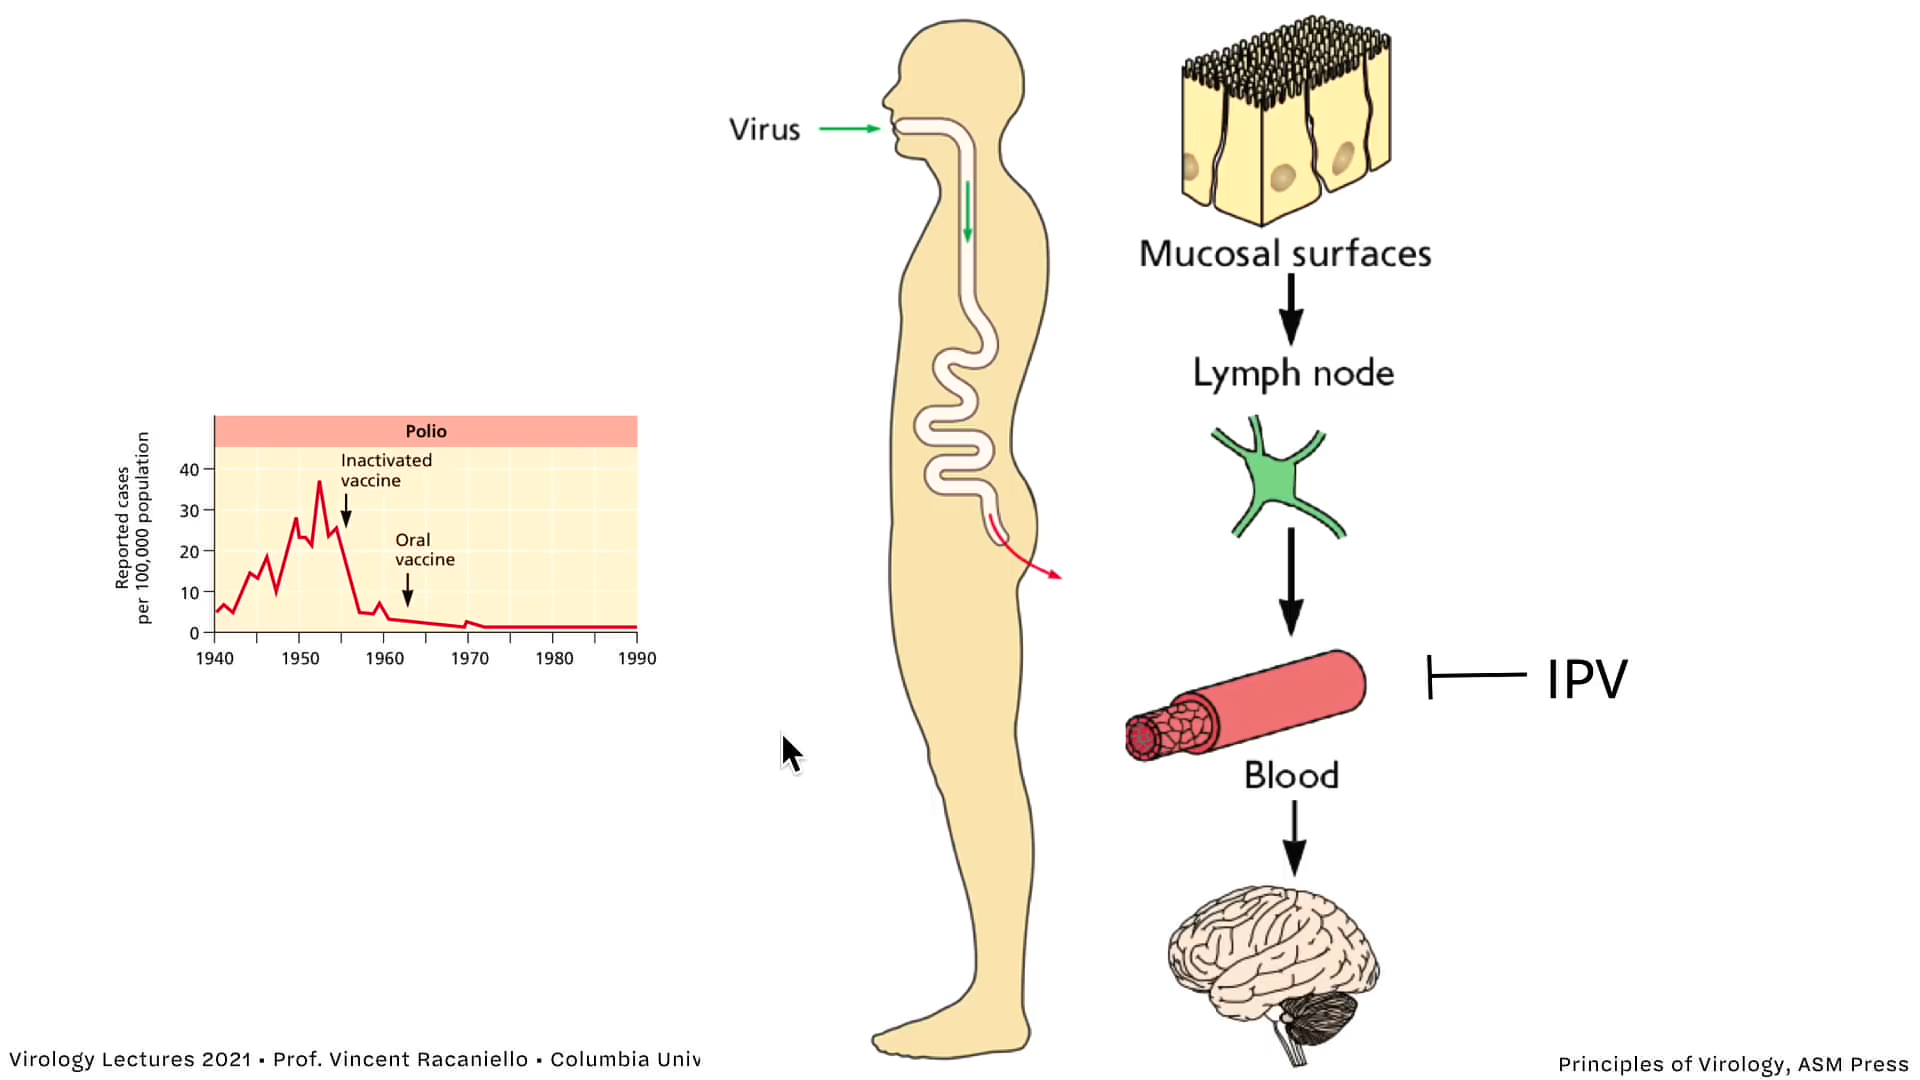 Virus
Mucosal surfaces
Lymph node
Polio
Inactivated
vaccine
Oral
vaccine
Reported cases
per 100,000 population
40
30
20
10
0
1940
1950
1960
1970
1980
1990
IPV
Blood
Virology Lectures 2021 • Prof. Vincent Racaniello • Columbia Univ
Principles of Virology, ASM Press